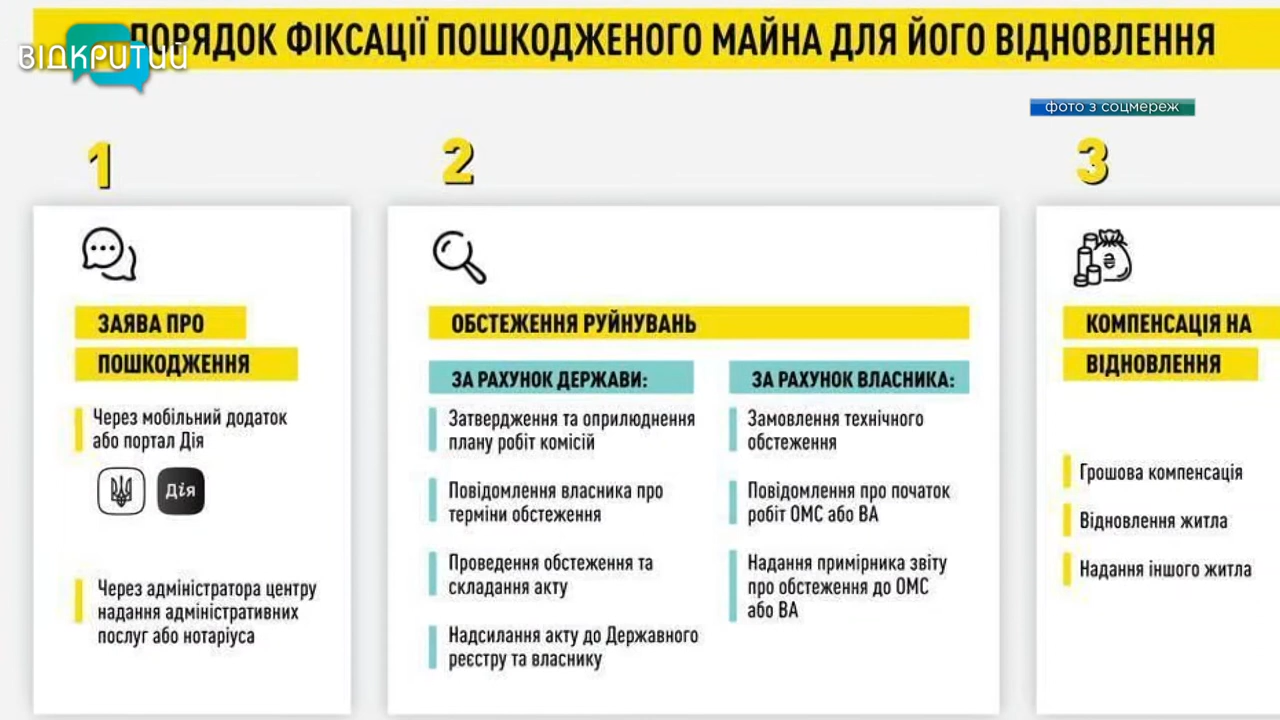 ПОРЯДОК ФІКСАЦІЇ ПОШКОДЖЕНОГО МАЙНА ДЛЯ ЙОГО ВІДНОВЛЕННЯ
ВІДКРИТИЙ
фото з соцмереж
1
ЗАЯВА ПРО
ПОШКОДЖЕННЯ
Через мобільний додаток
або портал Дія
Дія
Через адміністратора центру
надання адміністративних
послуг або нотаріуса
2
ОБСТЕЖЕННЯ РУЙНУВАНЬ
ЗА РАХУНОК ДЕРЖАВИ:
Затвердження та оприлюднення
плану робіт комісій
Повідомлення власника про
терміни обстеження
Проведення обстеження та
складання акту
Надсилання акту до Державного
реєстру та власнику
ЗА РАХУНОК ВЛАСНИКА:
Замовлення технічного
обстеження
Повідомлення про початок
робіт ОМС або ВА
Надання примірника звіту
про обстеження до ОМС
або ВА
3
КОМПЕНСАЦІЯ НА
ВІДНОВЛЕННЯ
Грошова компенсація
Відновлення житла
Надання іншого житла